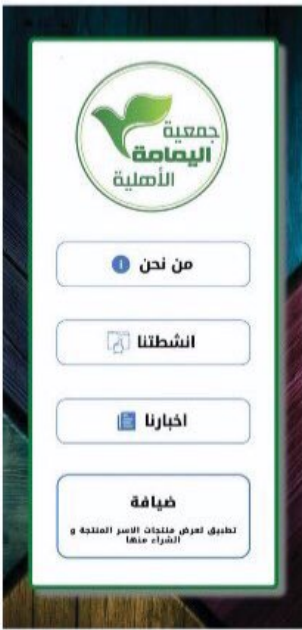 جمعية
اليمامة
الأهلية
من نحن
انشطتنا
اخبارنا
ضيافة
تطبيق لعرض منتجات الاسر المنتجة و
الشراء منها